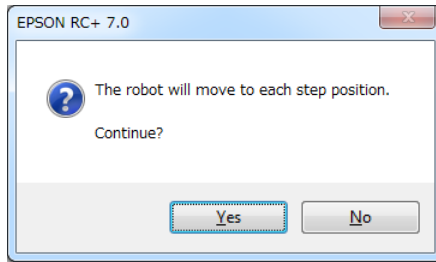 EPSON RC+ 7.0
The robot will move to each step position.
Continue?
Yes
No